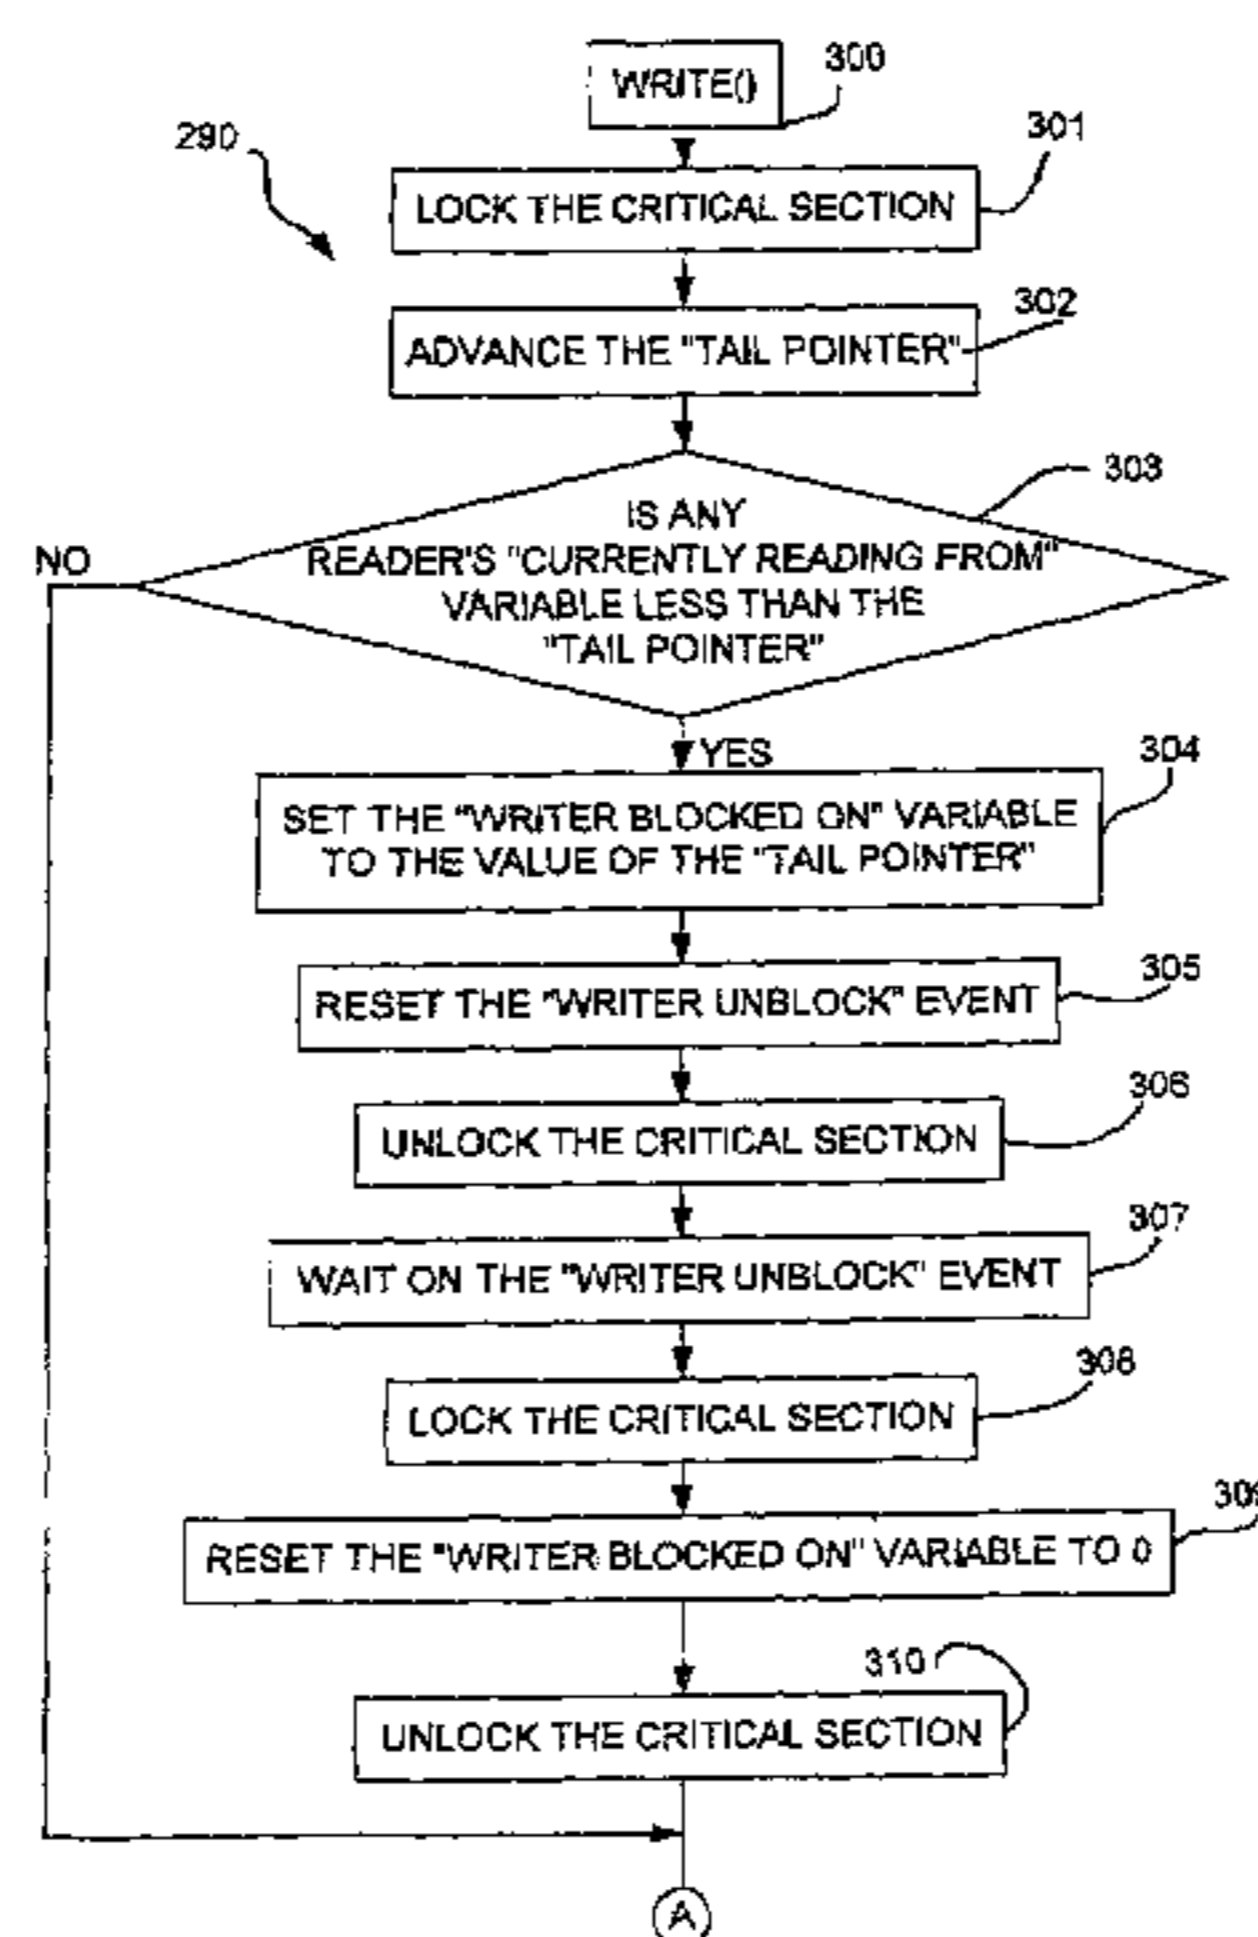 WRITE()
300
290
301
LOCK THE CRITICAL SECTION
302
ADVANCE THE "TAIL POINTER"
303
IS ANY
READER'S "CURRENTLY READING FROM"
VARIABLE LESS THAN THE
"TAIL POINTER"
NO
YES
304
SET THE "WRITER BLOCKED ON" VARIABLE
TO THE VALUE OF THE "TAIL POINTER"
305
RESET THE "WRITER UNBLOCK" EVENT
306
UNLOCK THE CRITICAL SECTION
307
WAIT ON THE "WRITER UNBLOCK" EVENT
308
LOCK THE CRITICAL SECTION
309
RESET THE "WRITER BLOCKED ON" VARIABLE TO 0
310
UNLOCK THE CRITICAL SECTION
A